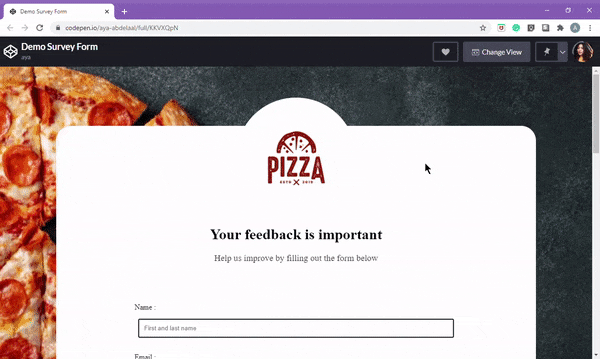 Demo Survey Form
codepen.io/aya-abdelaal/full/KKVXQpN
Demo Survey Form
aya
Change View
PIZZA
ESTD 2019
Your feedback is important
Help us improve by filling out the form below
Name :
First and last name
Email :